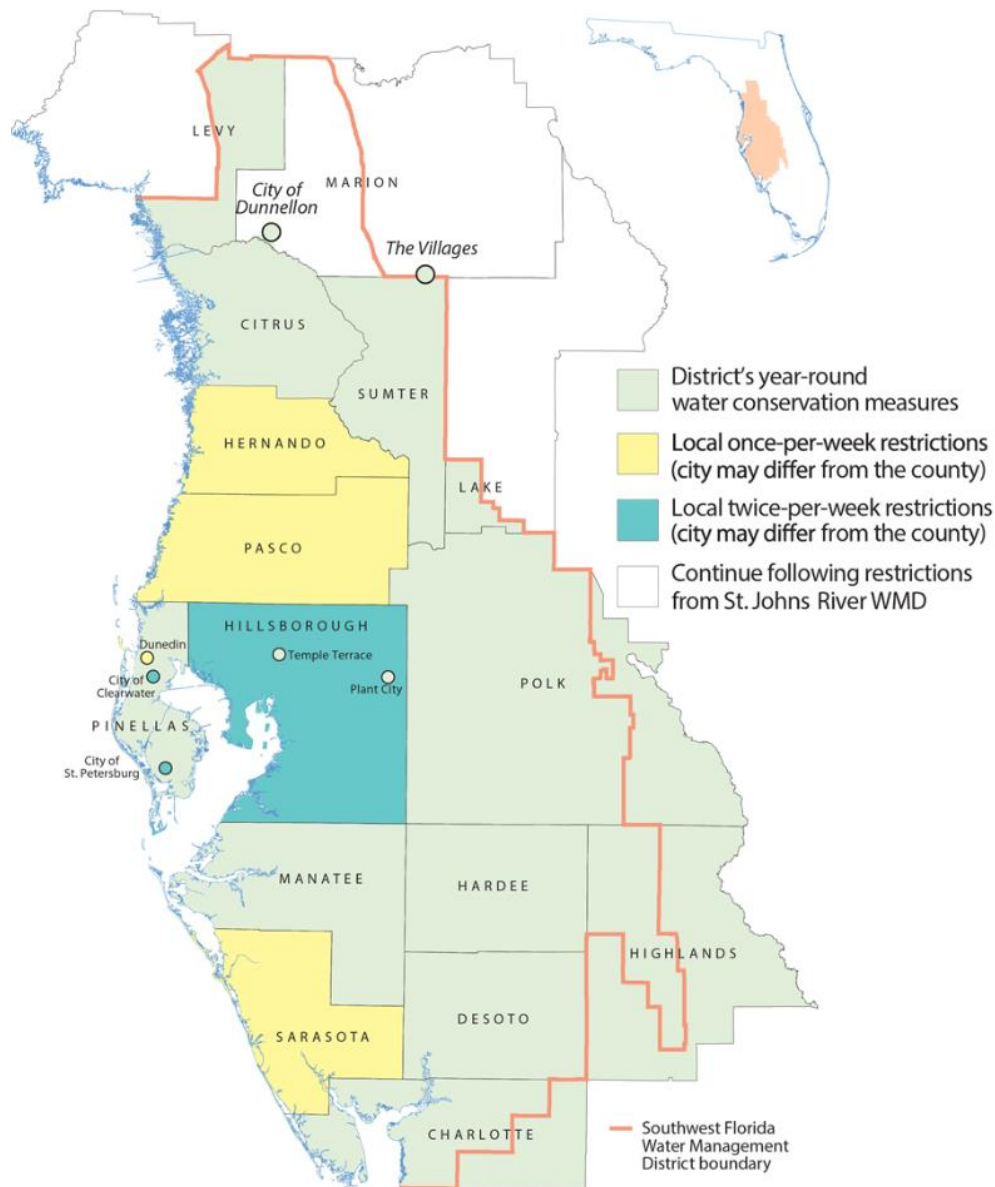 LEVY
MARION
City of
Dunnellon
The Villages
CITRUS
SUMTER
District's year-round
water conservation measures
HERNANDO
Local once-per-week restrictions
(city may differ from the county)
LAKE
Local twice-per-week restrictions
(city may differ from the county)
PASCO
Continue following restrictions
from St. Johns River WMD
HILLSBOROUGH
Dunedin
Temple Terrace
City of
Clearwater
Plant City
POLK
PINELLAS
City of
St. Petersburg
MANATEE
HARDEE
HIGHLANDS
DESOTO
SARASOTA
CHARLOTTE
Southwest Florida
Water Management
District boundary